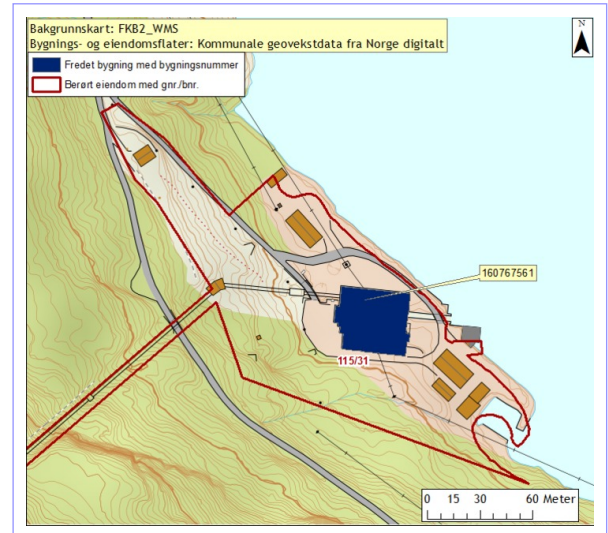 Bakgrunnskart: FKB2_WMS
Bygnings- og eiendomsflater: Kommunale geovekstdata fra Norge digitalt
N
Fredet bygning med bygningsnummer
Berørt eiendom med gnr./bnr.
160767561
115/31
0 15 30 60 Meter